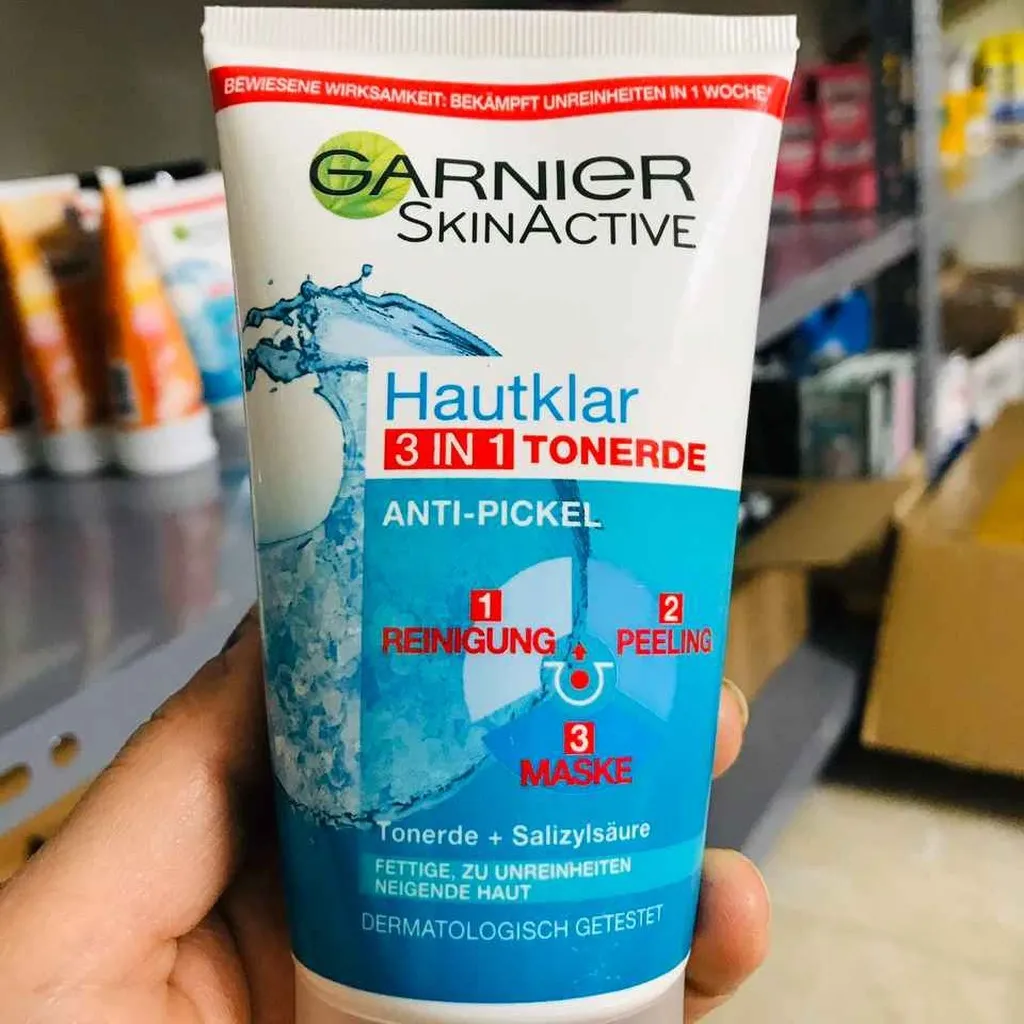 BEWIESENE WIRKSAMKEIT: BEKÄMPFT UNREINHEITEN IN 1 WOCHE
GARNIER
SKINACTIVE
Hautklar
3 IN 1 TONERDE
ANTI-PICKEL
1
REINIGUNG
2
PEELING
3
MASKE
Tonerde + Salizylsäure
FETTIGE, ZU UNREINHEITEN
NEIGENDE HAUT
DERMATOLOGISCH GETESTET